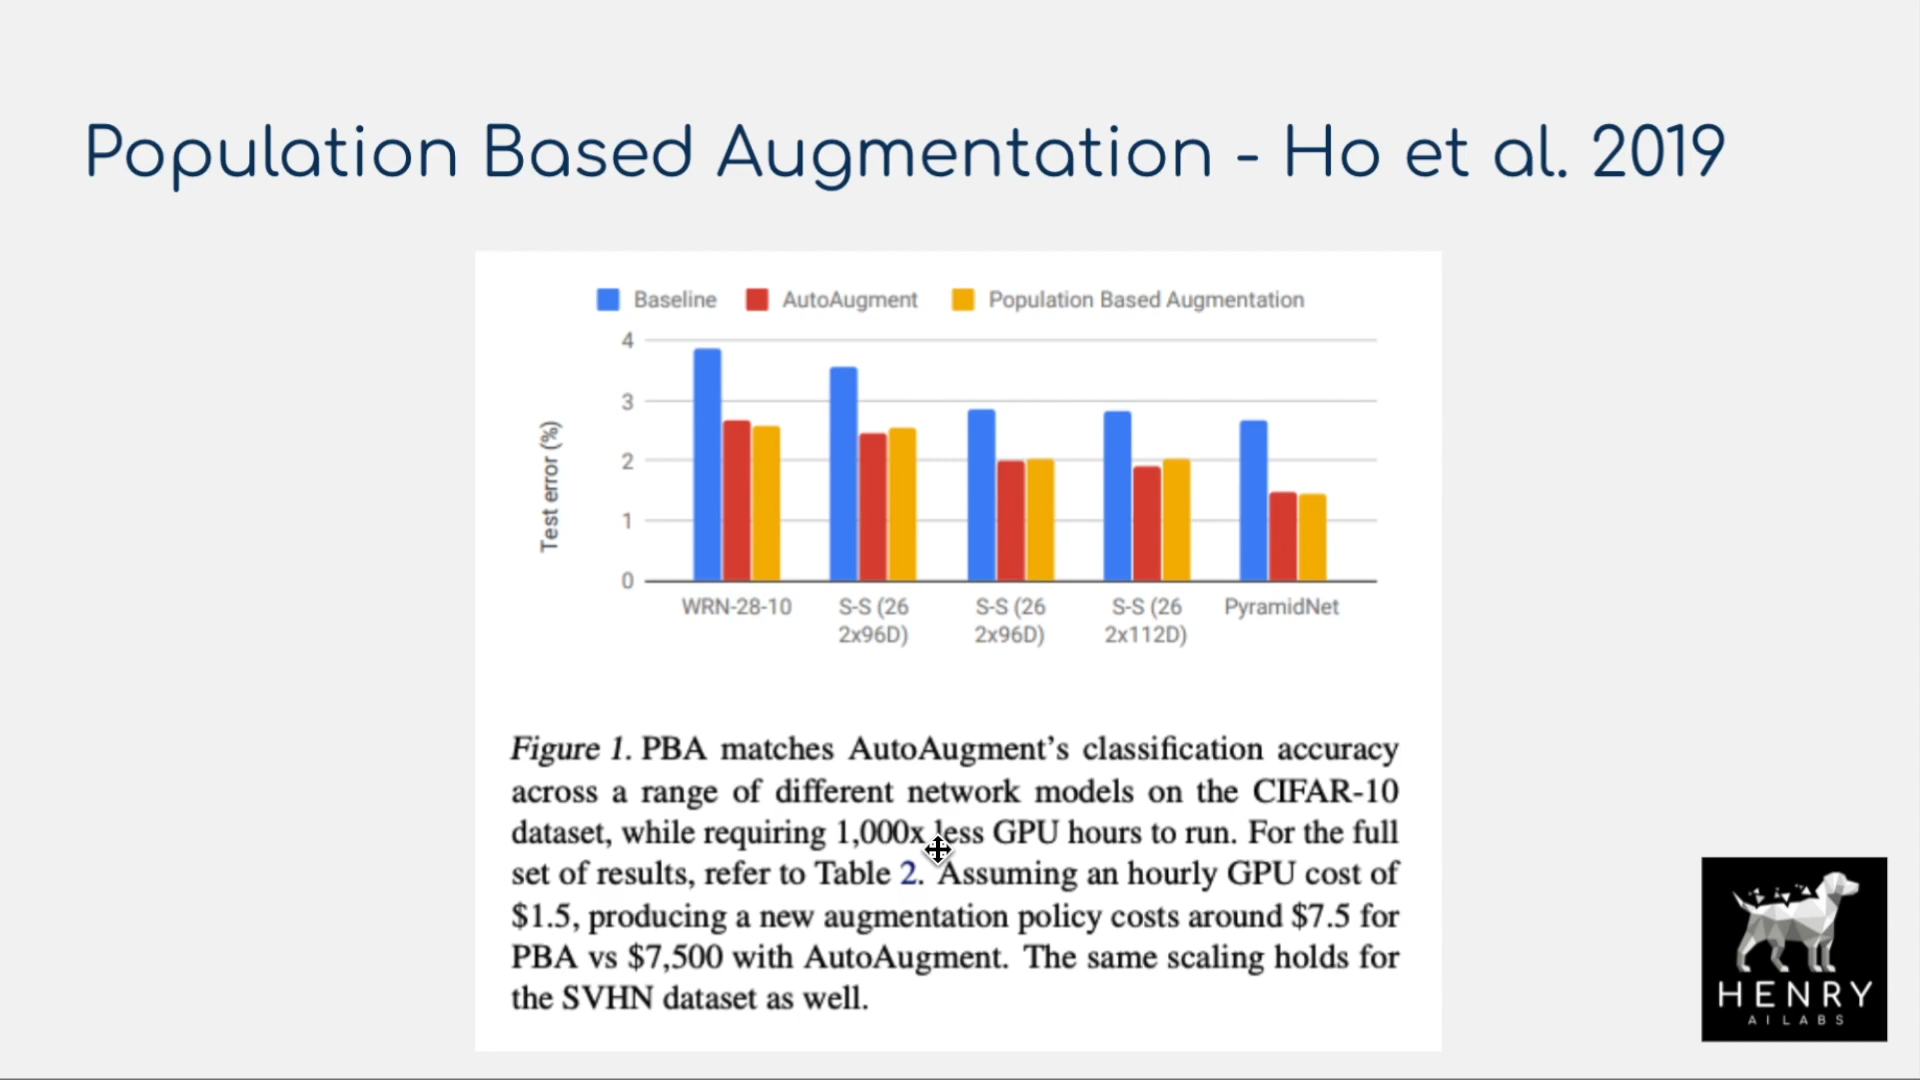 Population Based Augmentation - Ho et al. 2019
Baseline AutoAugment Population Based Augmentation
4
3
2
1
0
Test error (%)
WRN-28-10
S-S (26
2x96D)
S-S (26
2x96D)
S-S (26
2x112D)
PyramidNet
Figure 1. PBA matches AutoAugment's classification accuracy
across a range of different network models on the CIFAR-10
dataset, while requiring 1,000x less GPU hours to run. For the full
set of results, refer to Table 2. Assuming an hourly GPU cost of
$1.5, producing a new augmentation policy costs around $7.5 for
PBA vs $7,500 with AutoAugment. The same scaling holds for
the SVHN dataset as well.
HENRY
AI LABS